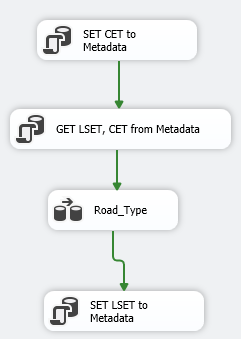 SET CET to
Metadata
GET LSET, CET from Metadata
Road_Type
SET LSET to
Metadata